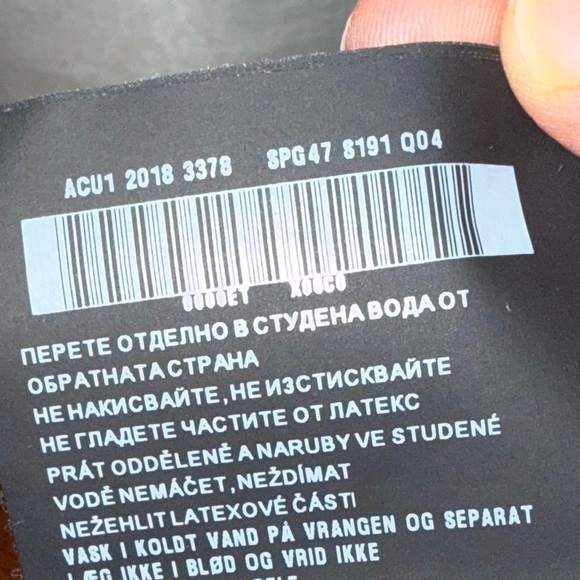 ACU1 2018 3378 SPG47 8191 Q04
ПЕРЕТЕ ОТДЕЛНО В СТУДЕНА ВОДА ОТ
ОБРАТНАТА СТРАНА
НЕ НАКИСВАЙТЕ, НЕ ИЗСТИСКВАЙТЕ
НЕ ГЛАДЕТЕ ЧАСТИТЕ ОТ ЛАТЕКС
PRÁT ODDĚLENĚ A NARUBY VE STUDENÉ
VODĚ NEMÁČET, NEŽDÍMAT
NEŽEHLIT LATEXOVÉ ČÁSTI
VASK I KOLDT VAND PÅ VRANGEN OG SEPARAT
LÆG IKKE I BLØD OG VRID IKKE